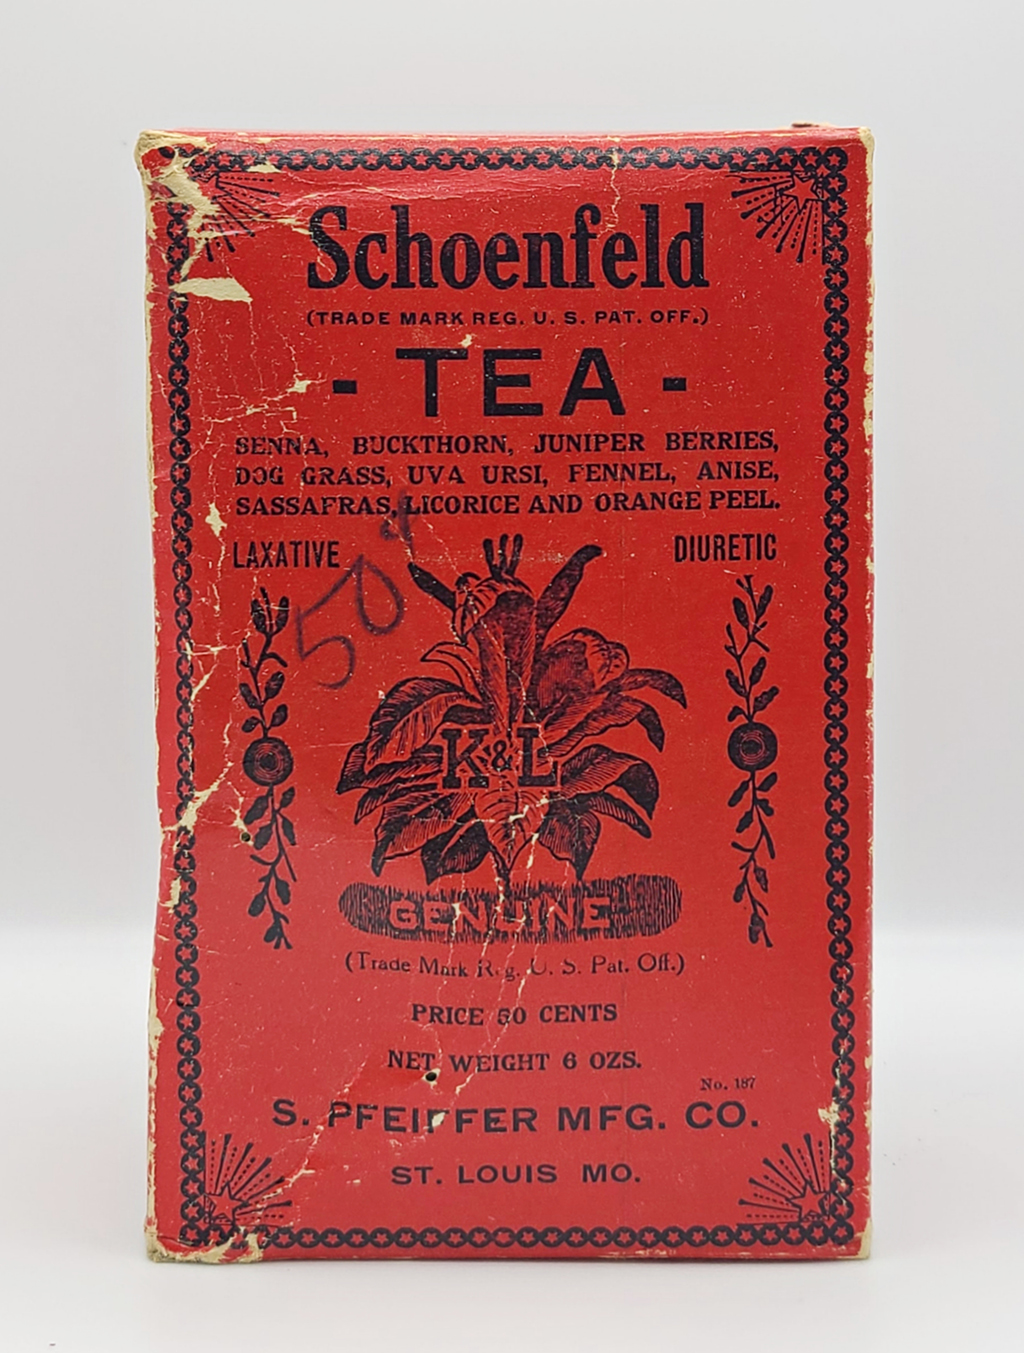 Schoenfeld
(TRADE MARK REG. U. S. PAT. OFF.)
- TEA -
SENNA, BUCKTHORN, JUNIPER BERRIES,
DOG GRASS, UVA URSI, FENNEL, ANISE,
SASSAFRAS, LICORICE AND ORANGE PEEL.
LAXATIVE
DIURETIC
50¢
K&L
GENUINE
(Trade Mark Reg. U. S. Pat. Off.)
PRICE 50 CENTS
NET WEIGHT 6 OZS.
No. 187
S. PFEIFFER MFG. CO.
ST. LOUIS MO.